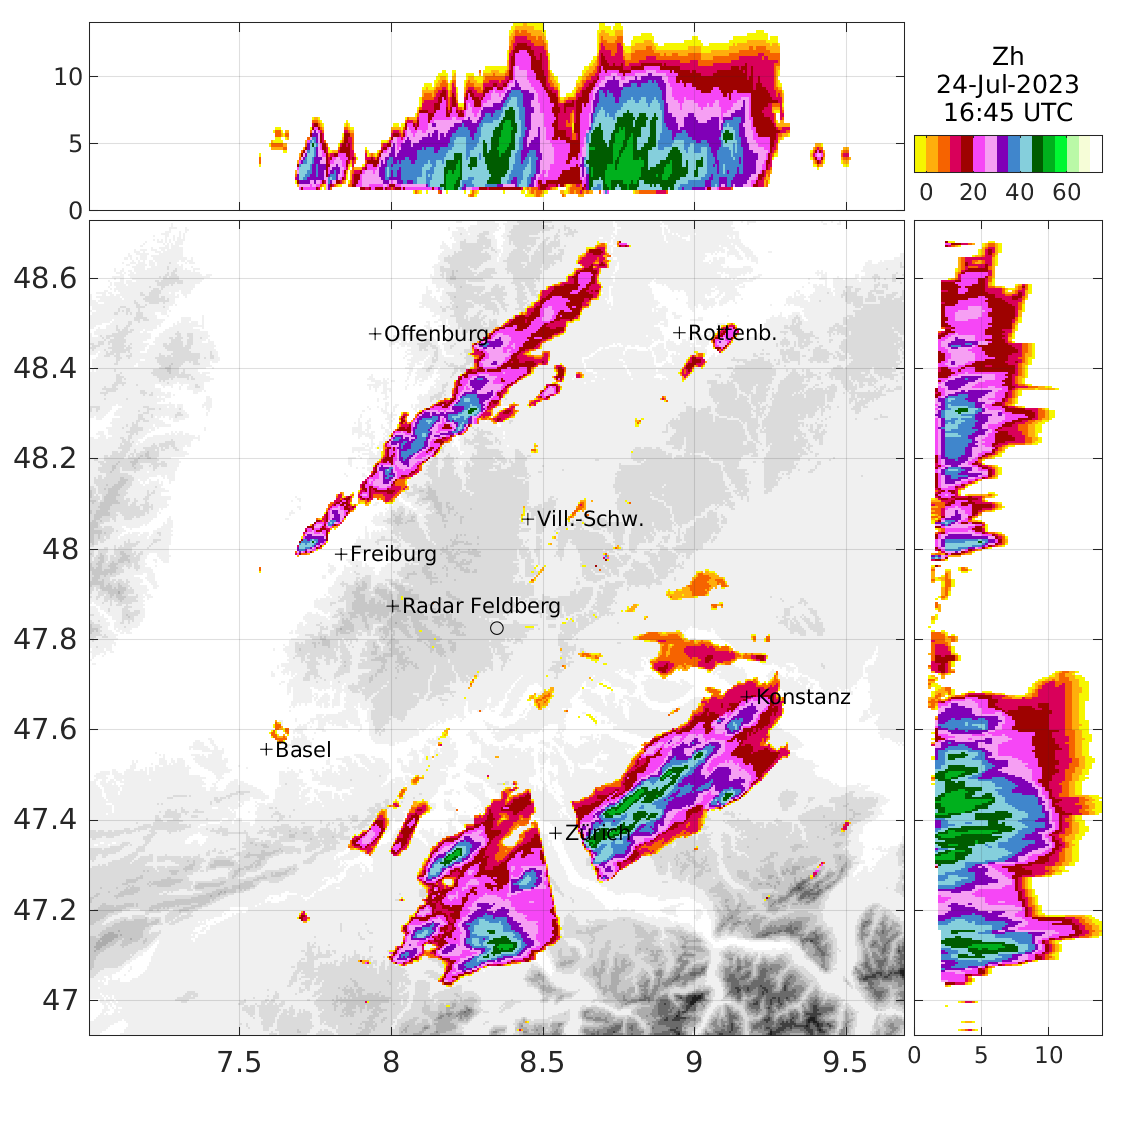 10
5
0
Zh
24-Jul-2023
16:45 UTC
0 20 40 60
48.6
48.4
48.2
48
47.8
47.6
47.4
47.2
47
+Offenburg
+Rottenb.
+Vill.-Schw.
+Freiburg
+Radar Feldberg
+Konstanz
+Basel
+Zürich
7.5 8 8.5 9 9.5
0 5 10